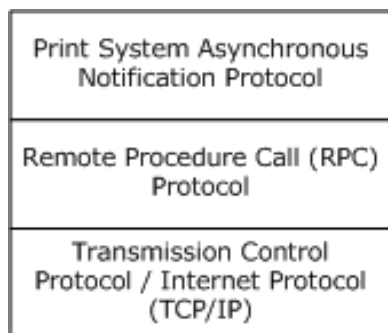 Print System Asynchronous
Notification Protocol
Remote Procedure Call (RPC)
Protocol
Transmission Control
Protocol / Internet Protocol
(TCP/IP)